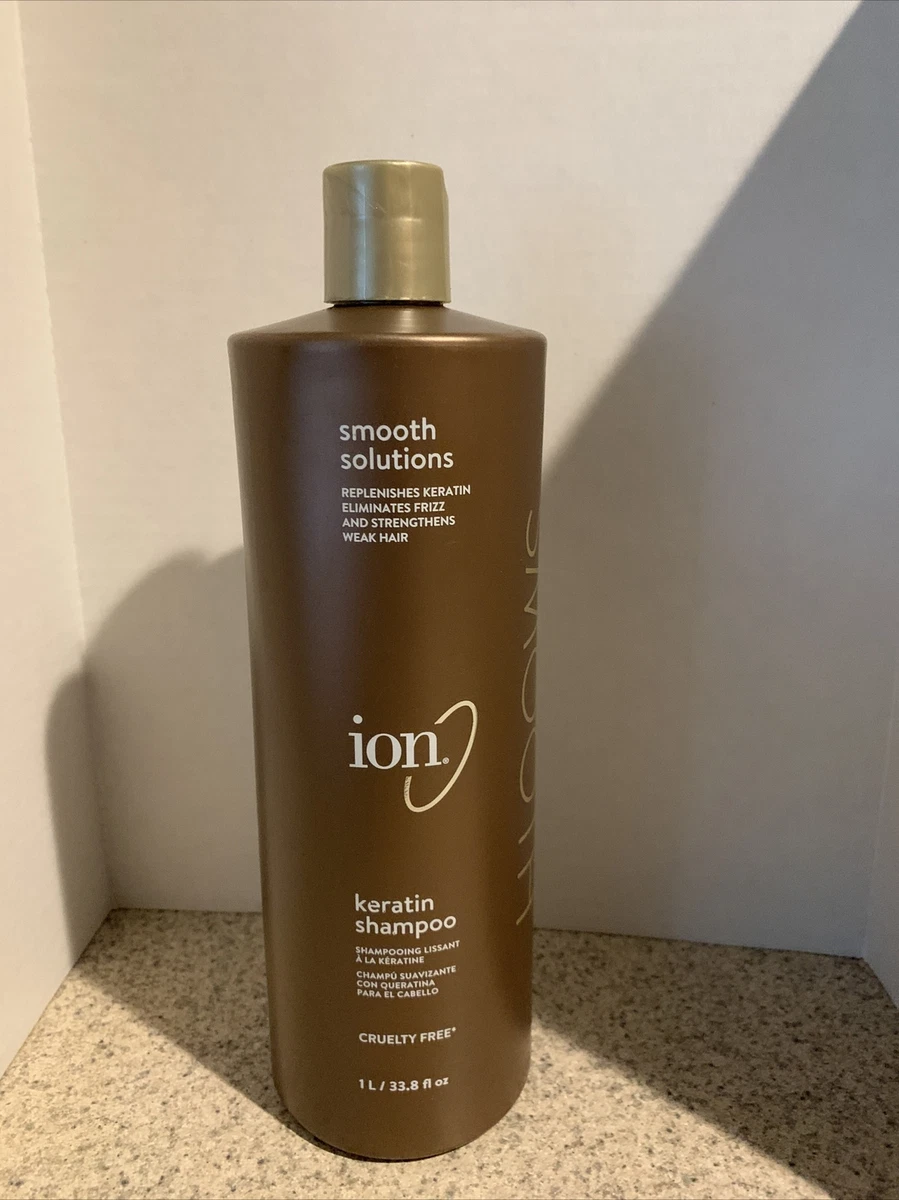 smooth
solutions
REPLENISHES KERATIN
ELIMINATES FRIZZ
AND STRENGTHENS
WEAK HAIR
SMOOTH
ion®
keratin
shampoo
SHAMPOOING LISSANT
À LA KÉRATINE
CHAMPÚ SUAVIZANTE
CON QUERATINA
PARA EL CABELLO
CRUELTY FREE*
1 L / 33.8 fl oz